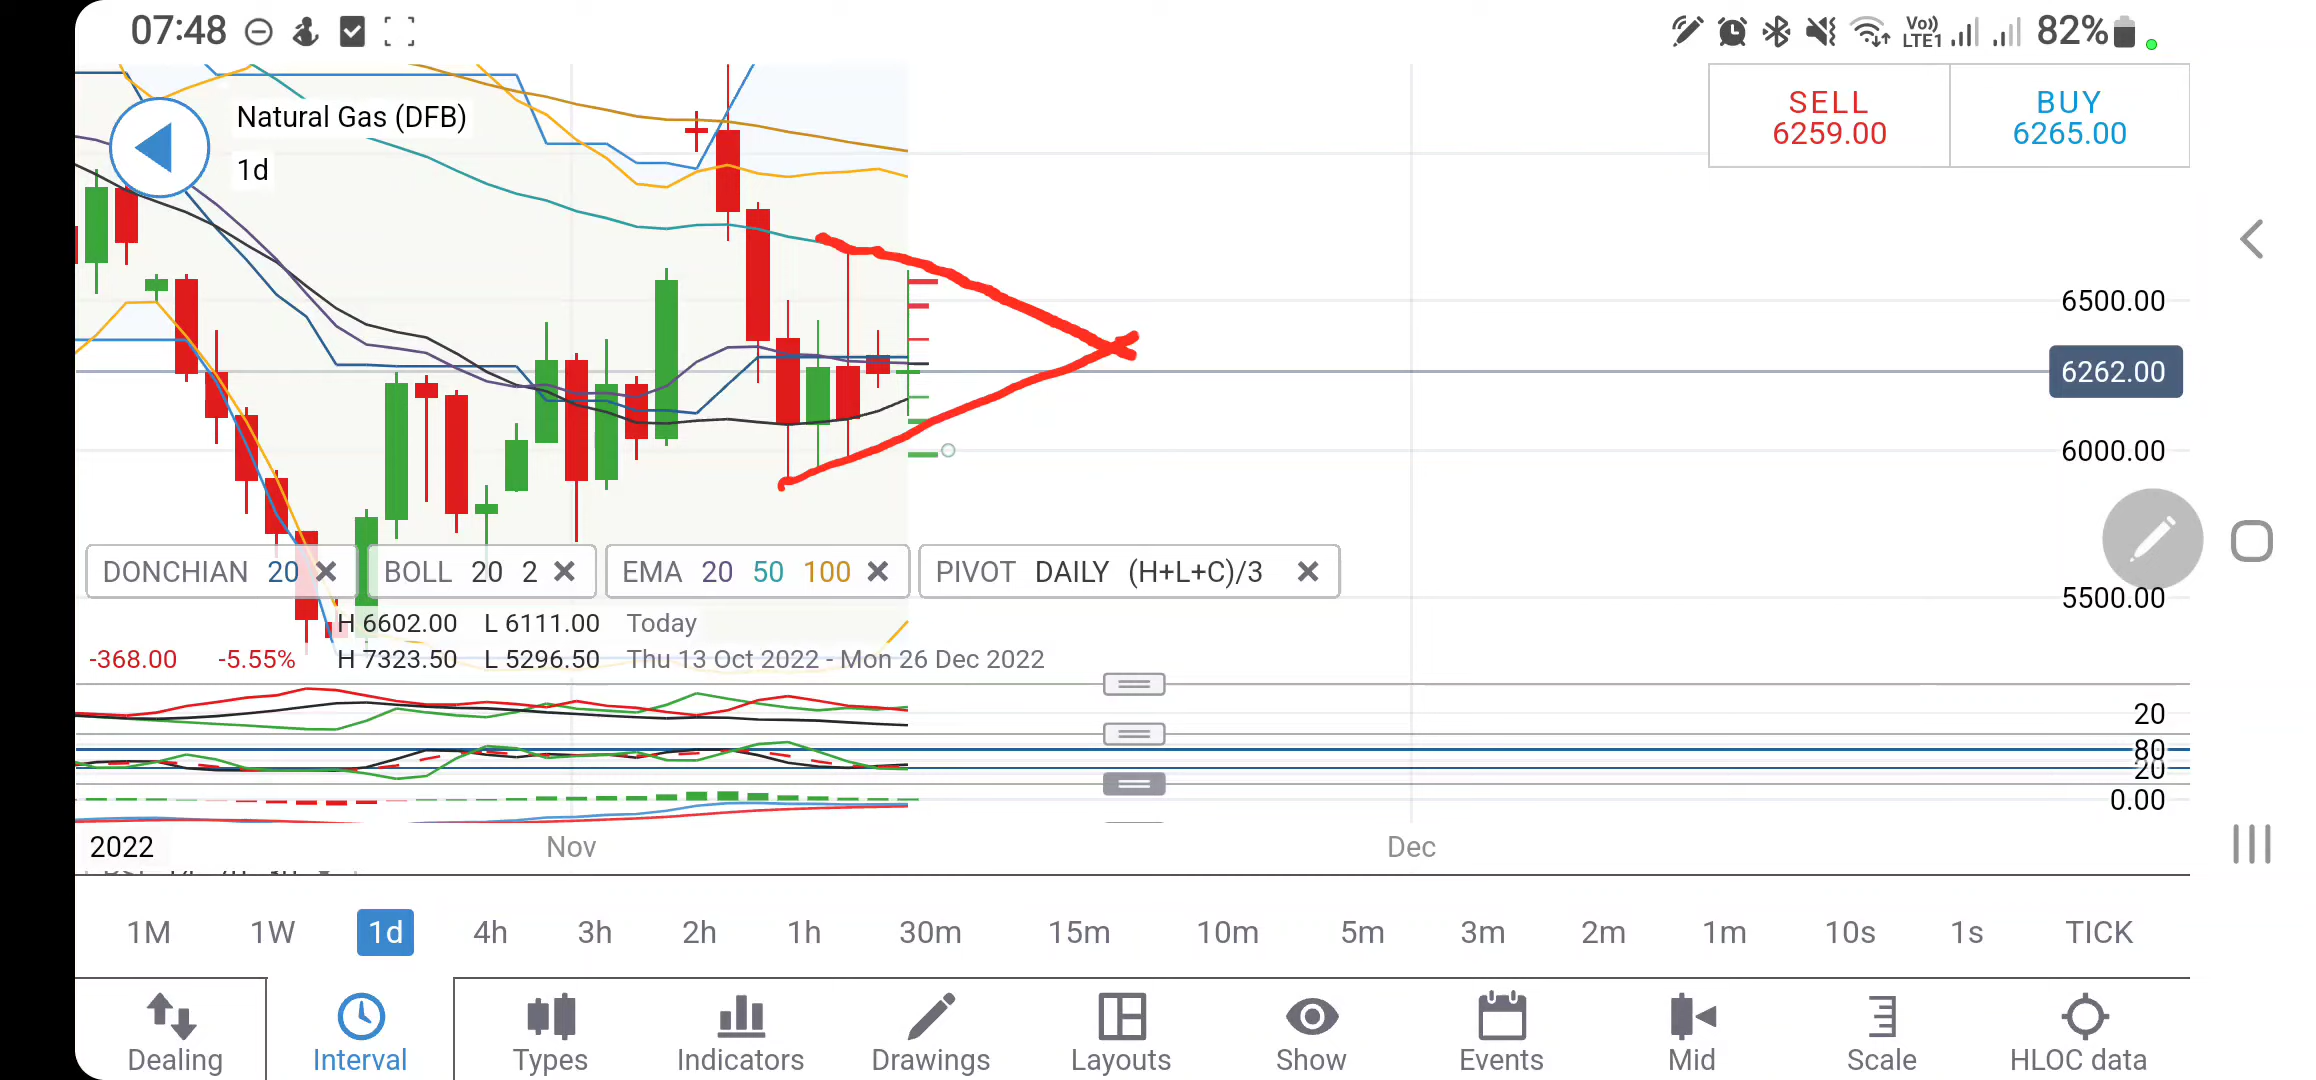 07:48
Vo)) LTE1
82%
Natural Gas (DFB)
1d
SELL
6259.00
BUY
6265.00
6500.00
6262.00
6000.00
5500.00
DONCHIAN 20
BOLL 20 2
EMA 20 50 100
PIVOT DAILY (H+L+C)/3
H 6602.00 L 6111.00 Today
-368.00 -5.55% H 7323.50 L 5296.50 Thu 13 Oct 2022 - Mon 26 Dec 2022
20
80
20
0.00
2022 Nov Dec
1M 1W 1d 4h 3h 2h 1h 30m 15m 10m 5m 3m 2m 1m 10s 1s TICK
Dealing Interval Types Indicators Drawings Layouts Show Events Mid Scale HLOC data